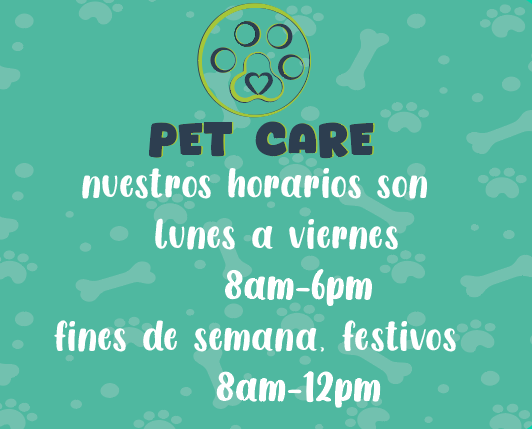 PET CARE
nuestros horarios son
lunes a viernes
8am-6pm
fines de semana, festivos
8am-12pm